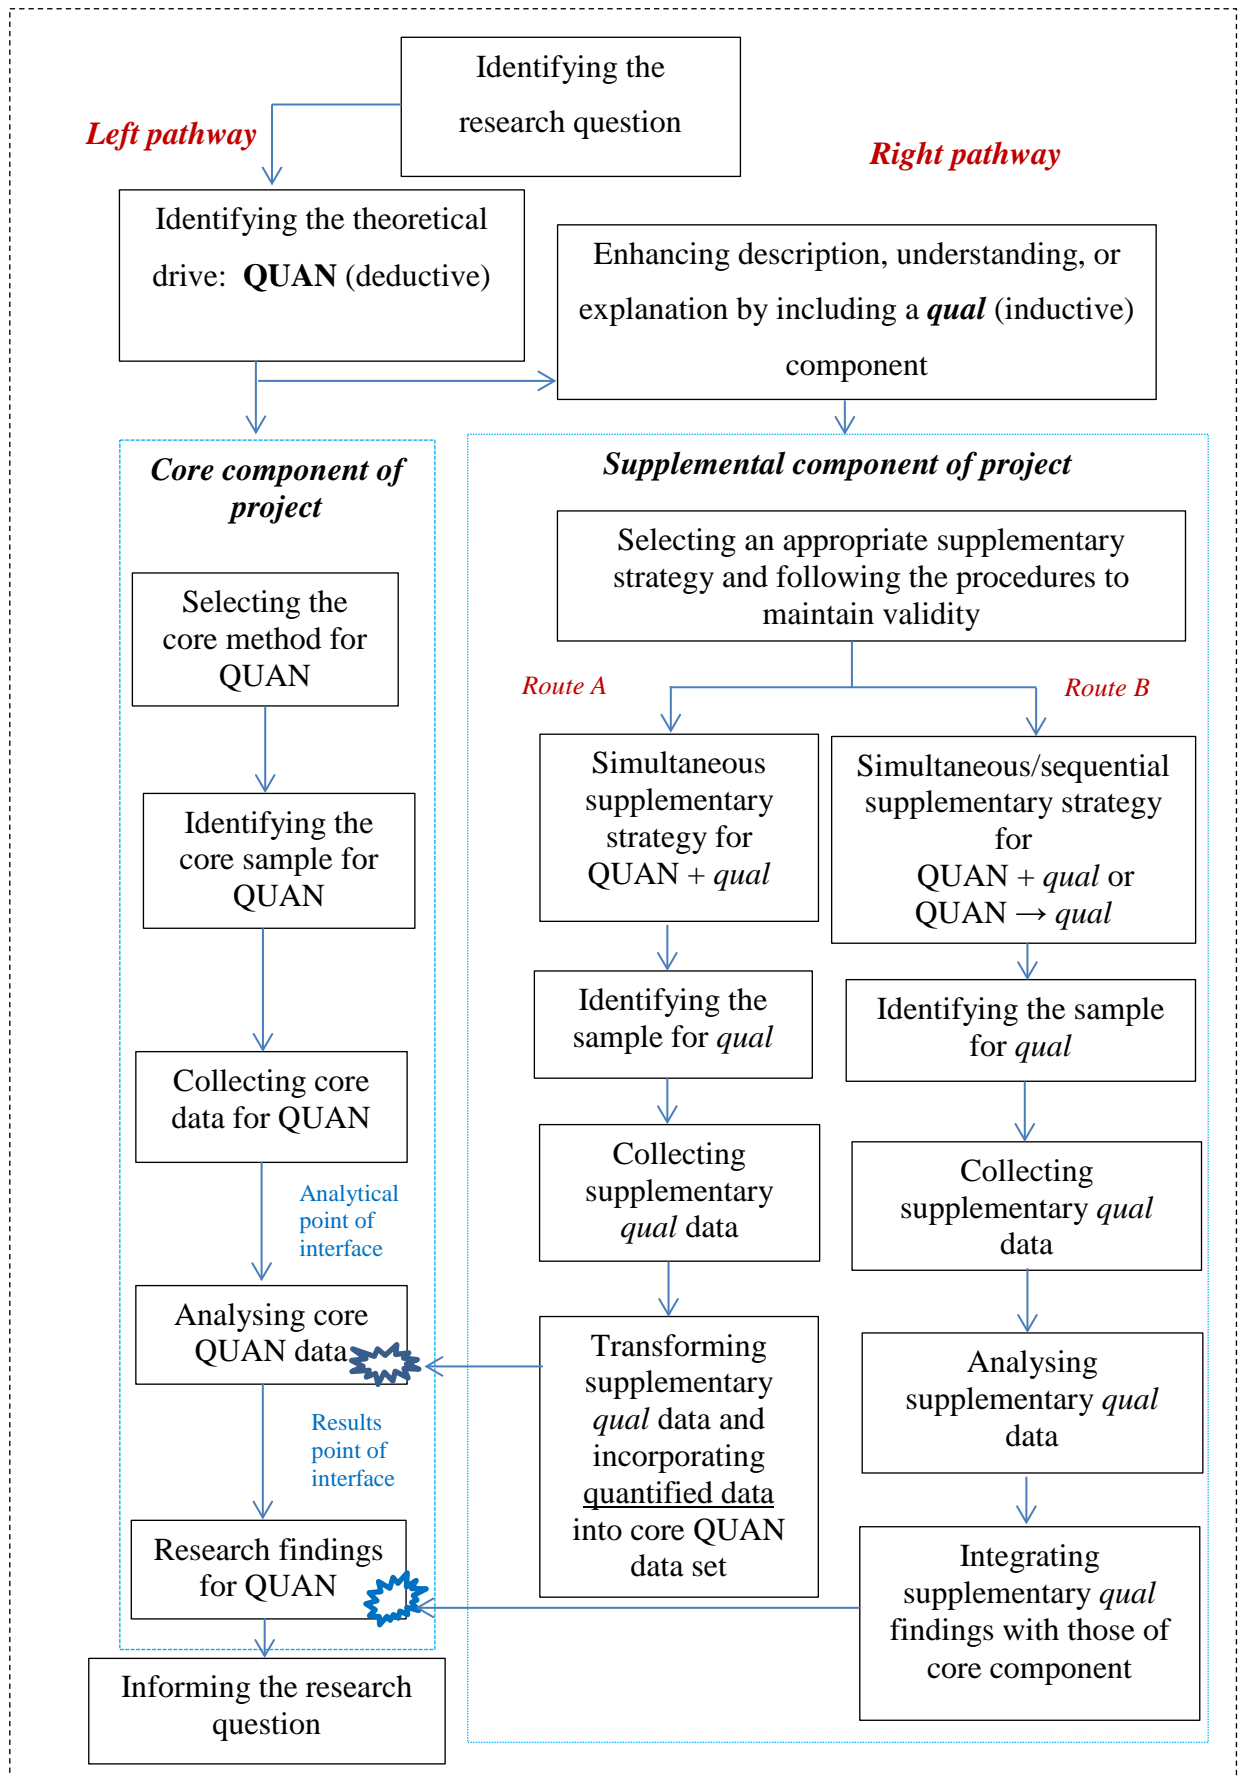 Identifying the
research question
Left pathway
Right pathway
Identifying the theoretical
drive: QUAN (deductive)
Enhancing description, understanding, or
explanation by including a qual (inductive)
component
Core component of
project
Selecting the
core method for
QUAN
Identifying the
core sample for
QUAN
Collecting core
data for QUAN
Analytical
point of
interface
Analysing core
QUAN data
Results
point of
interface
Research findings
for QUAN
Informing the research
question
Supplemental component of project
Selecting an appropriate supplementary
strategy and following the procedures to
maintain validity
Route A
Route B
Simultaneous
supplementary
strategy for
QUAN + qual
Identifying the
sample for qual
Collecting
supplementary
qual data
Transforming
supplementary
qual data and
incorporating
quantified data
into core QUAN
data set
Simultaneous/sequential
supplementary strategy
for
QUAN + qual or
QUAN → qual
Identifying the sample
for qual
Collecting
supplementary qual
data
Analysing
supplementary qual
data
Integrating
supplementary qual
findings with those of
core component